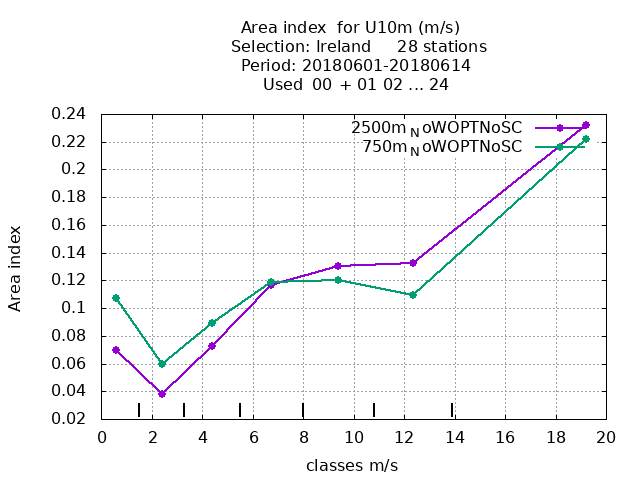 Area index for U10m (m/s)
Selection: Ireland 28 stations
Period: 20180601-20180614
Used 00 + 01 02 ... 24
0.24
0.22
0.2
0.18
0.16
0.14
0.12
0.1
0.08
0.06
0.04
0.02
Area index
2500m_NoWOPTNoSC
750m_NoWOPTNoSC
0 2 4 6 8 10 12 14 16 18 20
classes m/s